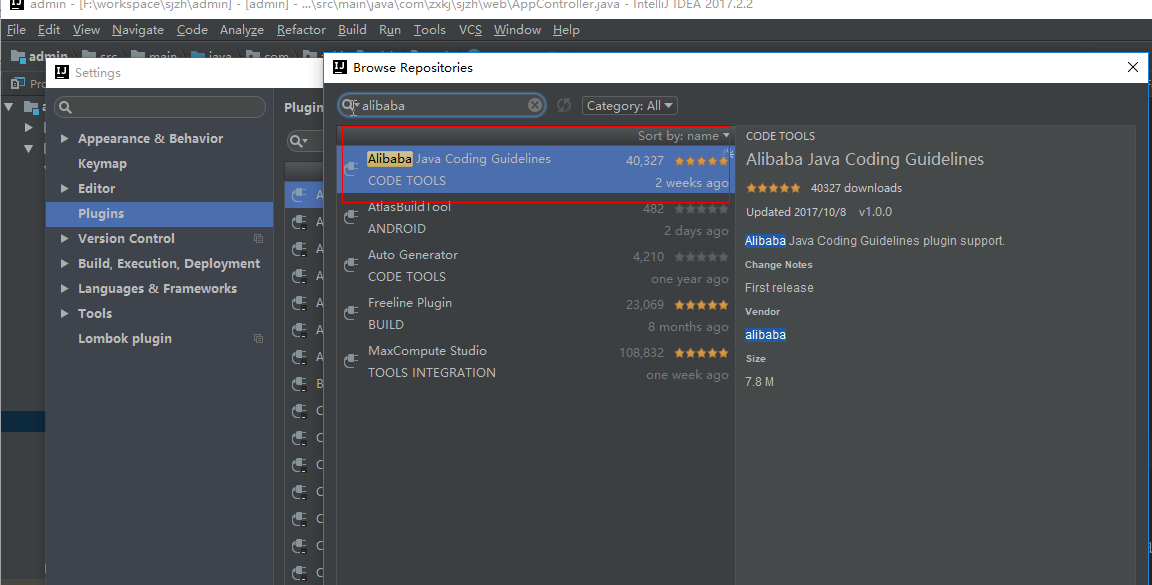 admin - [F:\workspace\sjzh\admin] - [admin] - ...\src\main\java\com\zxkj\sjzh\web\AppController.java - IntelliJ IDEA 2017.2.2
File Edit View Navigate Code Analyze Refactor Build Run Tools VCS Window Help
admin src main java com
Settings
Browse Repositories
Pro
Plugin
alibaba
Category: All
Appearance & Behavior
Keymap
Editor
Plugins
Version Control
Build, Execution, Deployment
Languages & Frameworks
Tools
Lombok plugin
A
A
A
A
A
A
A
B
C
C
C
C
C
C
C
Sort by: name
Alibaba Java Coding Guidelines 40,327
CODE TOOLS 2 weeks ago
AtlasBuildTool 482
ANDROID 2 days ago
Auto Generator 4,210
CODE TOOLS one year ago
Freeline Plugin 23,069
BUILD 8 months ago
MaxCompute Studio 108,832
TOOLS INTEGRATION one week ago
CODE TOOLS
Alibaba Java Coding Guidelines
40327 downloads
Updated 2017/10/8 v1.0.0
Alibaba Java Coding Guidelines plugin support.
Change Notes
First release
Vendor
alibaba
Size
7.8 M